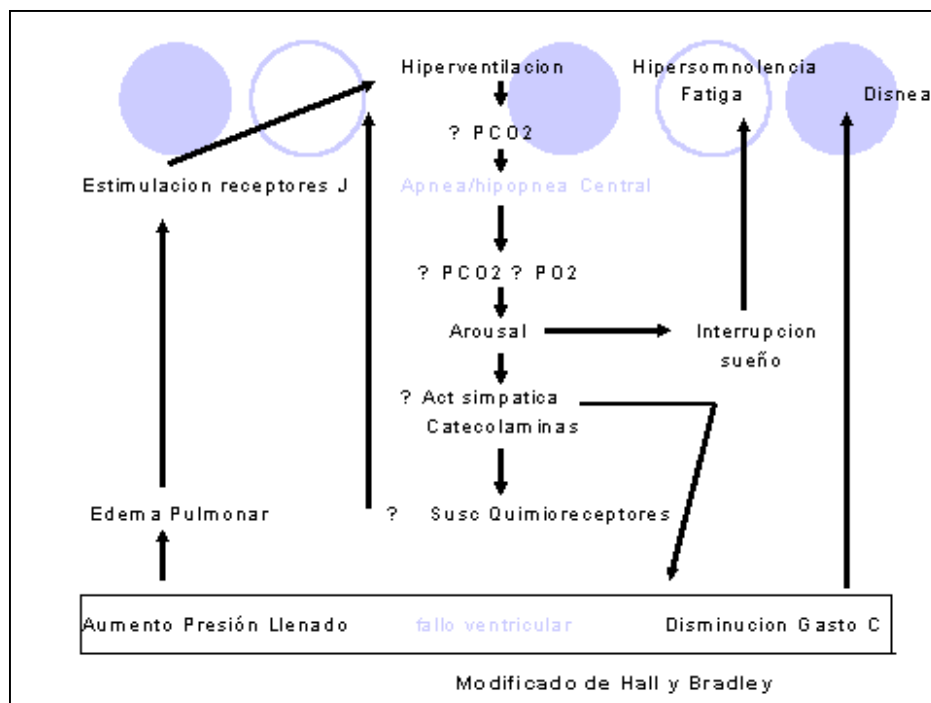 Hiperventilacion
Hipersomnolencia
Fatiga
Disnea
? PCO2
Estimulacion receptores J
Apnea/hipopnea Central
? PCO2 ? PO2
Arousal
Interrupcion
sueño
? Act simpatica
Catecolaminas
Edema Pulmonar
? Susc Quimioreceptores
Aumento Presión Llenado
fallo ventricular
Disminucion Gasto C
Modificado de Hall y Bradley